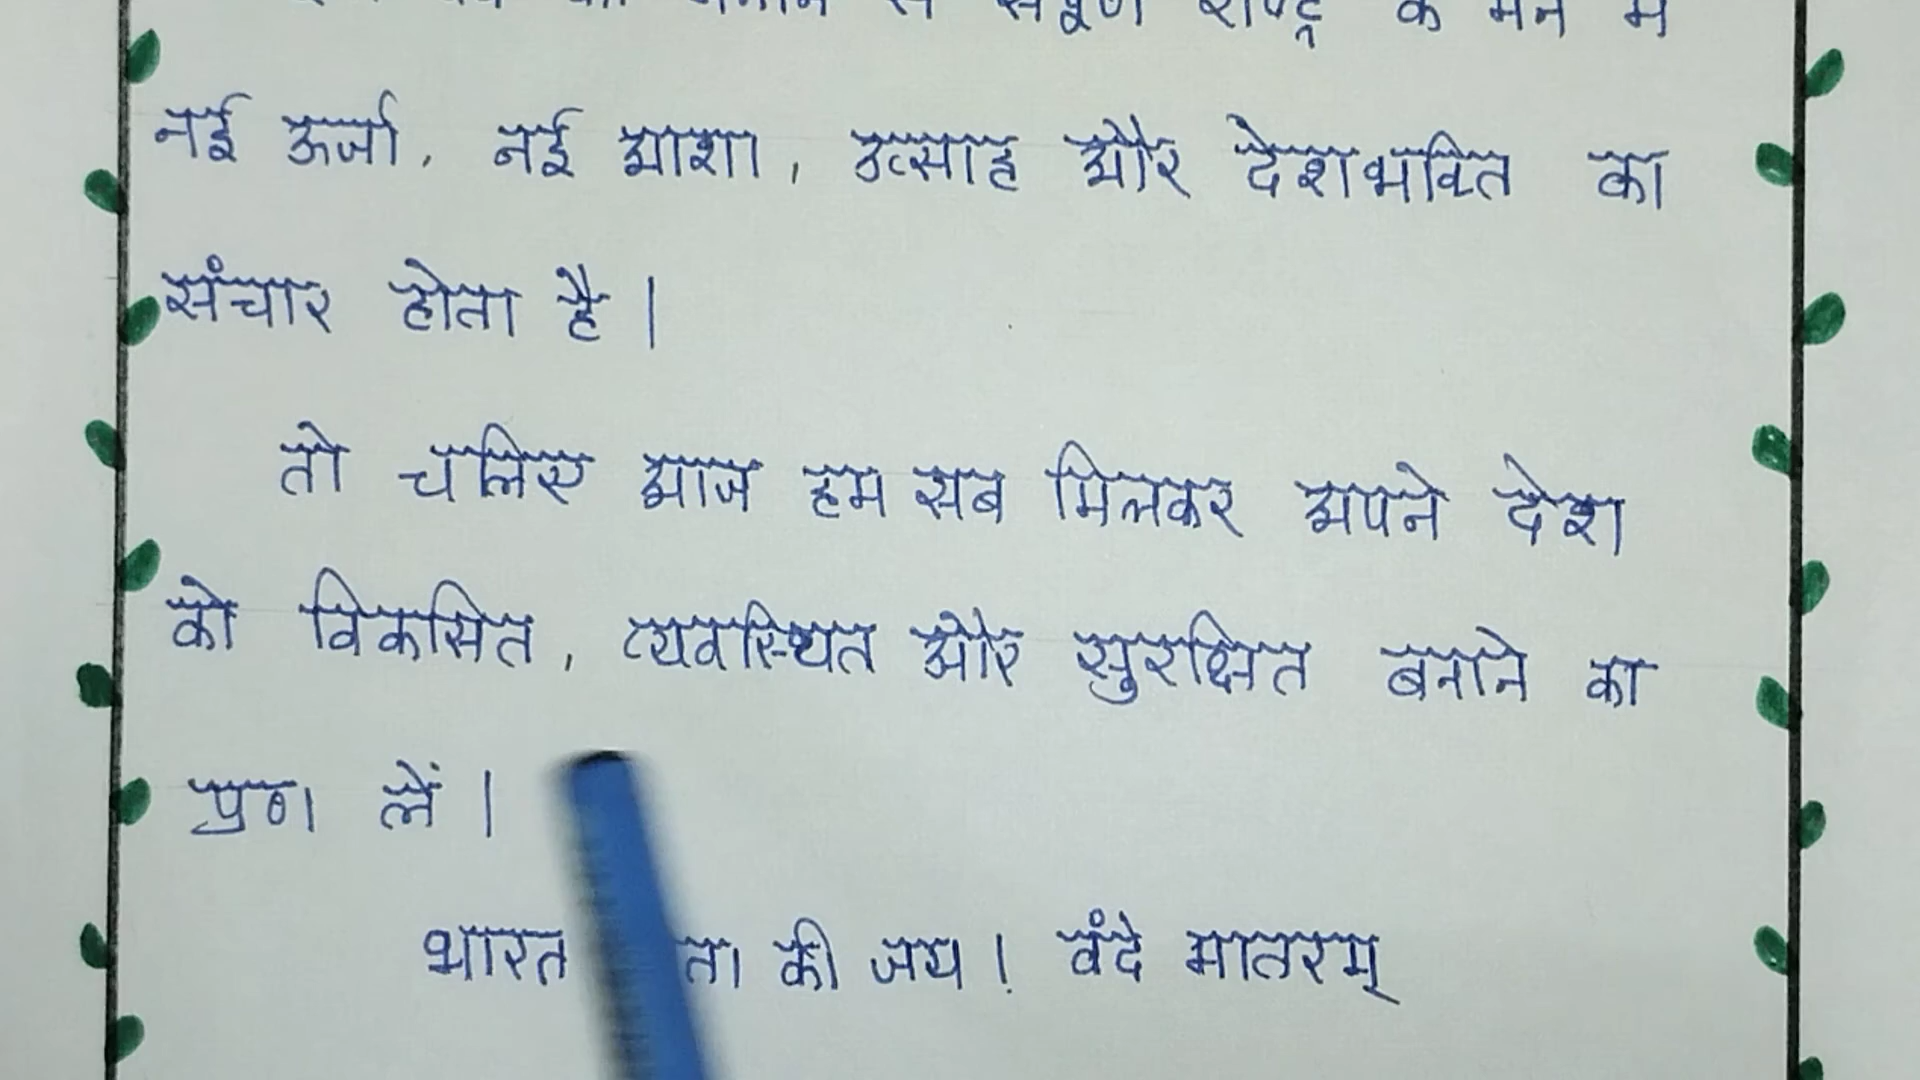 संपूर्ण राष्ट्र के मन में
नई ऊर्जा, नई आशा, उत्साह और देशभक्ति का
संचार होता है।
तो चलिए आज हम सब मिलकर अपने देश
को विकसित, व्यवस्थित और सुरक्षित बनाने का
प्रण लें।
भारत ता की जय! वंदे मातरम्